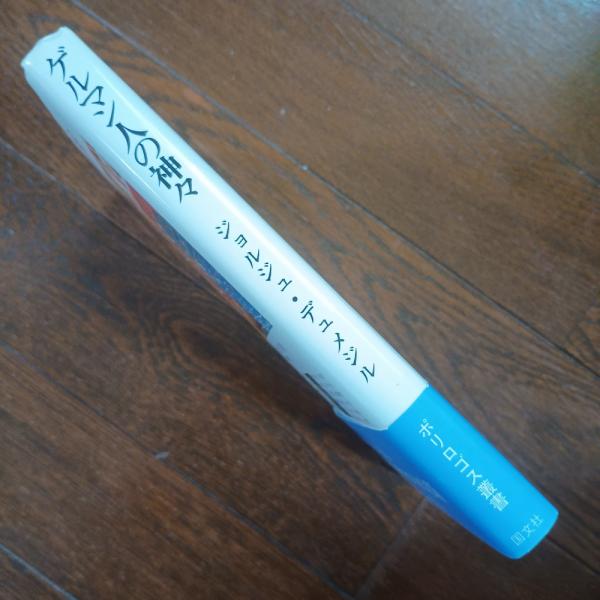 ゲルマン人の神々
ジョルジュ・デュメジル
ポリロゴス叢書
国文社